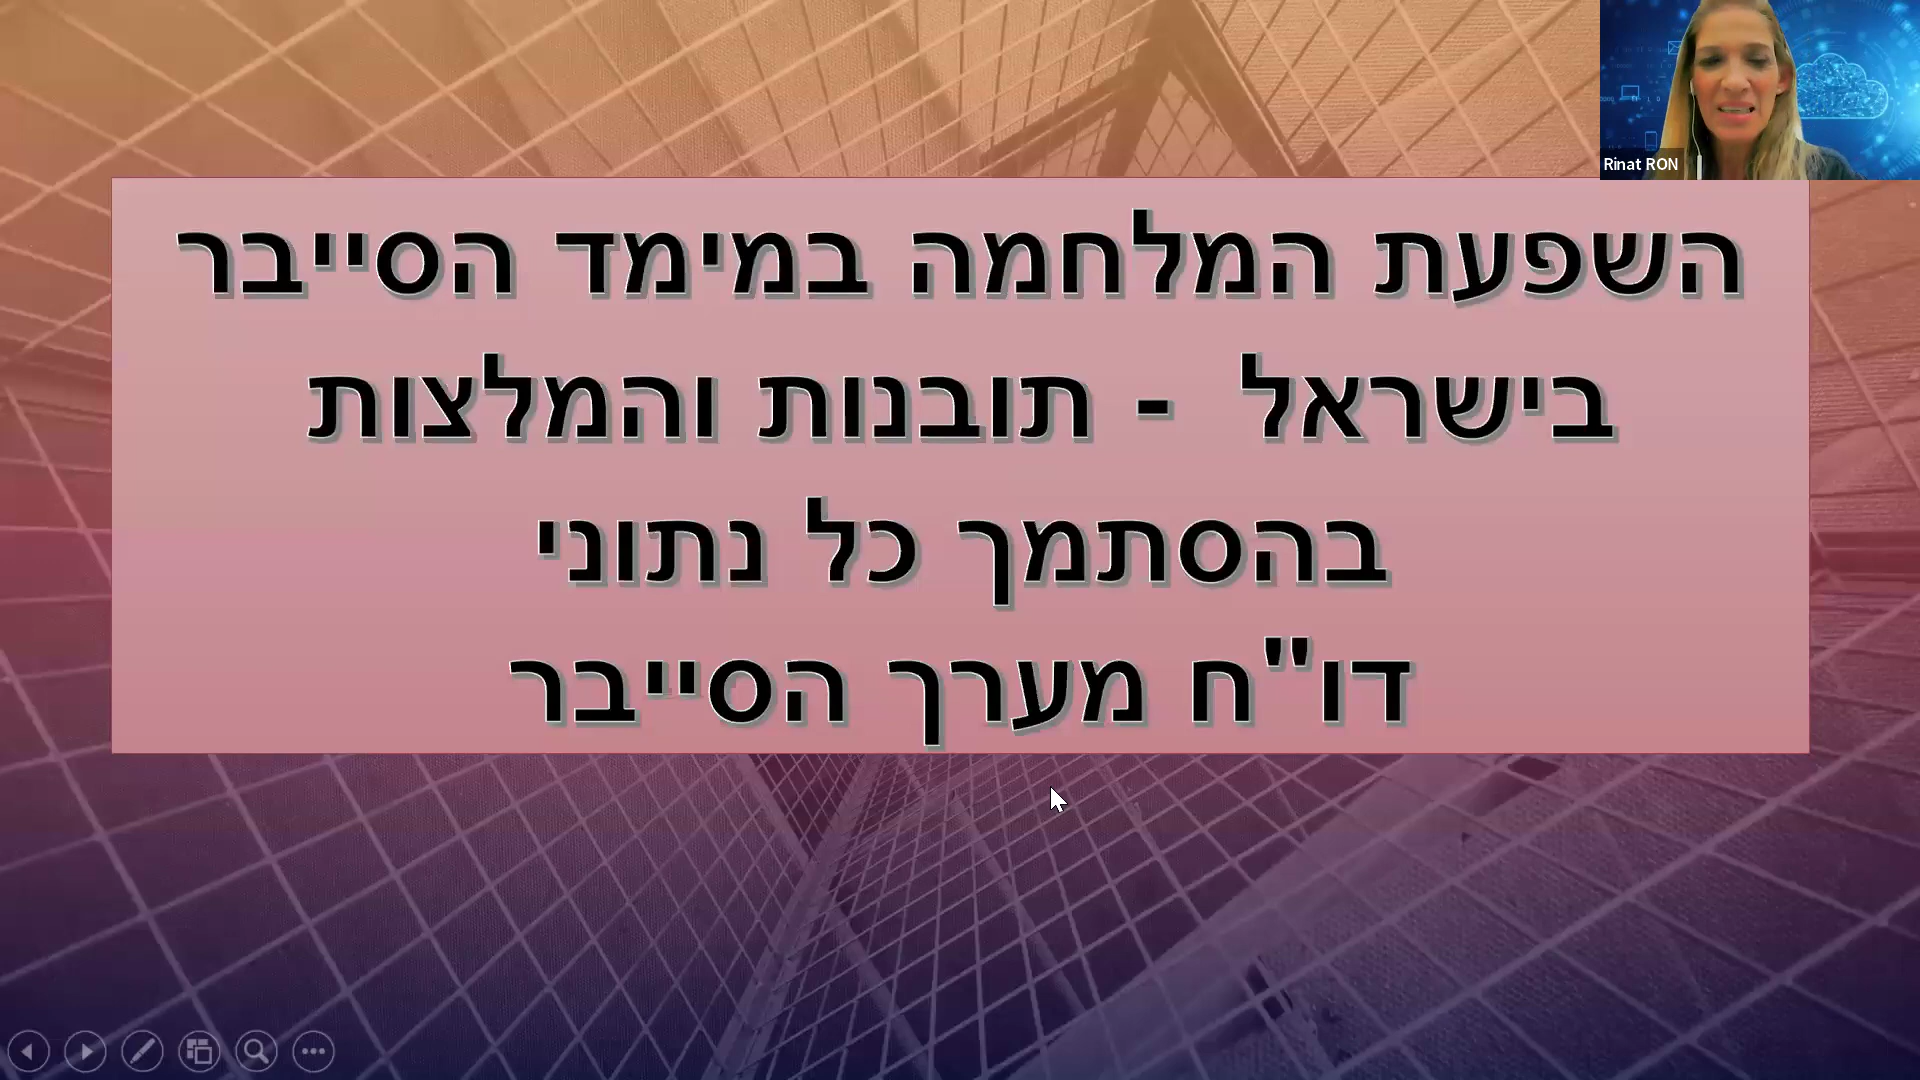 השפעת המלחמה במימד הסייבר
בישראל - תובנות והמלצות
בהסתמך כל נתוני
דו"ח מערך הסייבר
Rinat RON